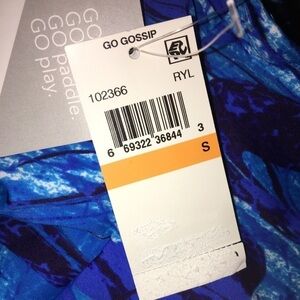 GO
GO paddle.
GO play.
GO GOSSIP
RYL
102366
6 69322 36844 3
S